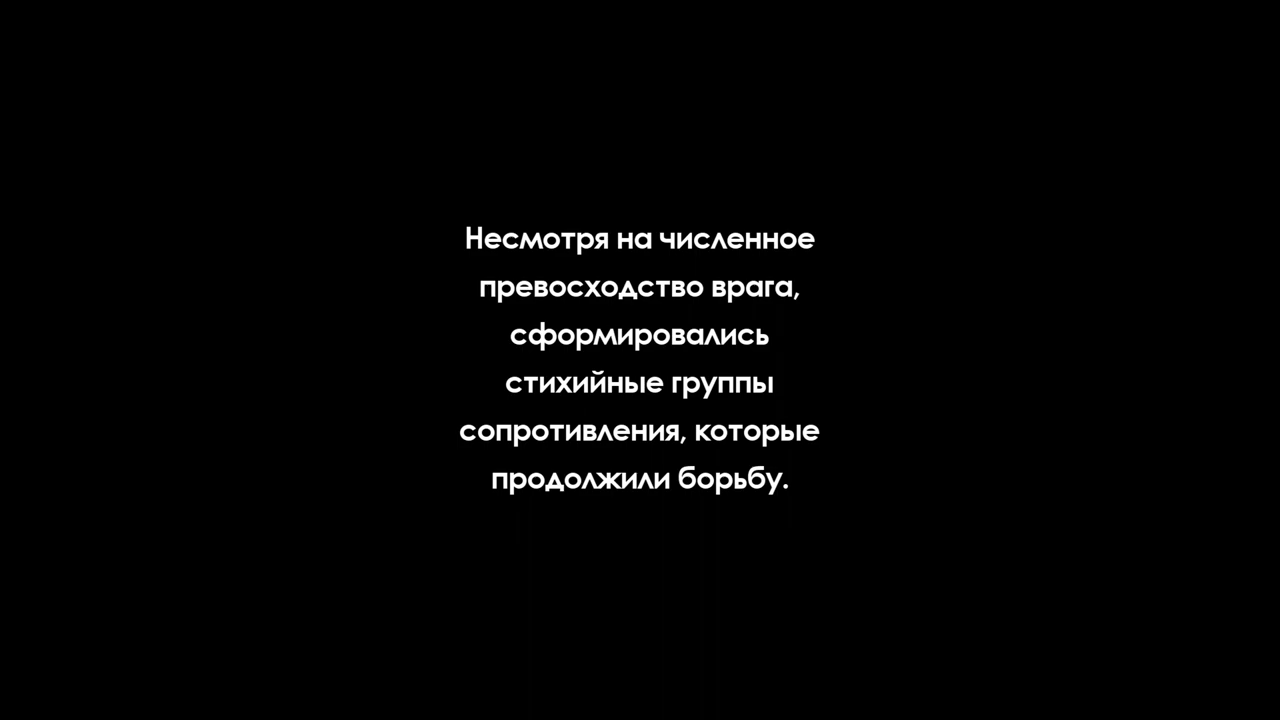 Несмотря на численное
превосходство врага,
сформировались
стихийные группы
сопротивления, которые
продолжили борьбу.